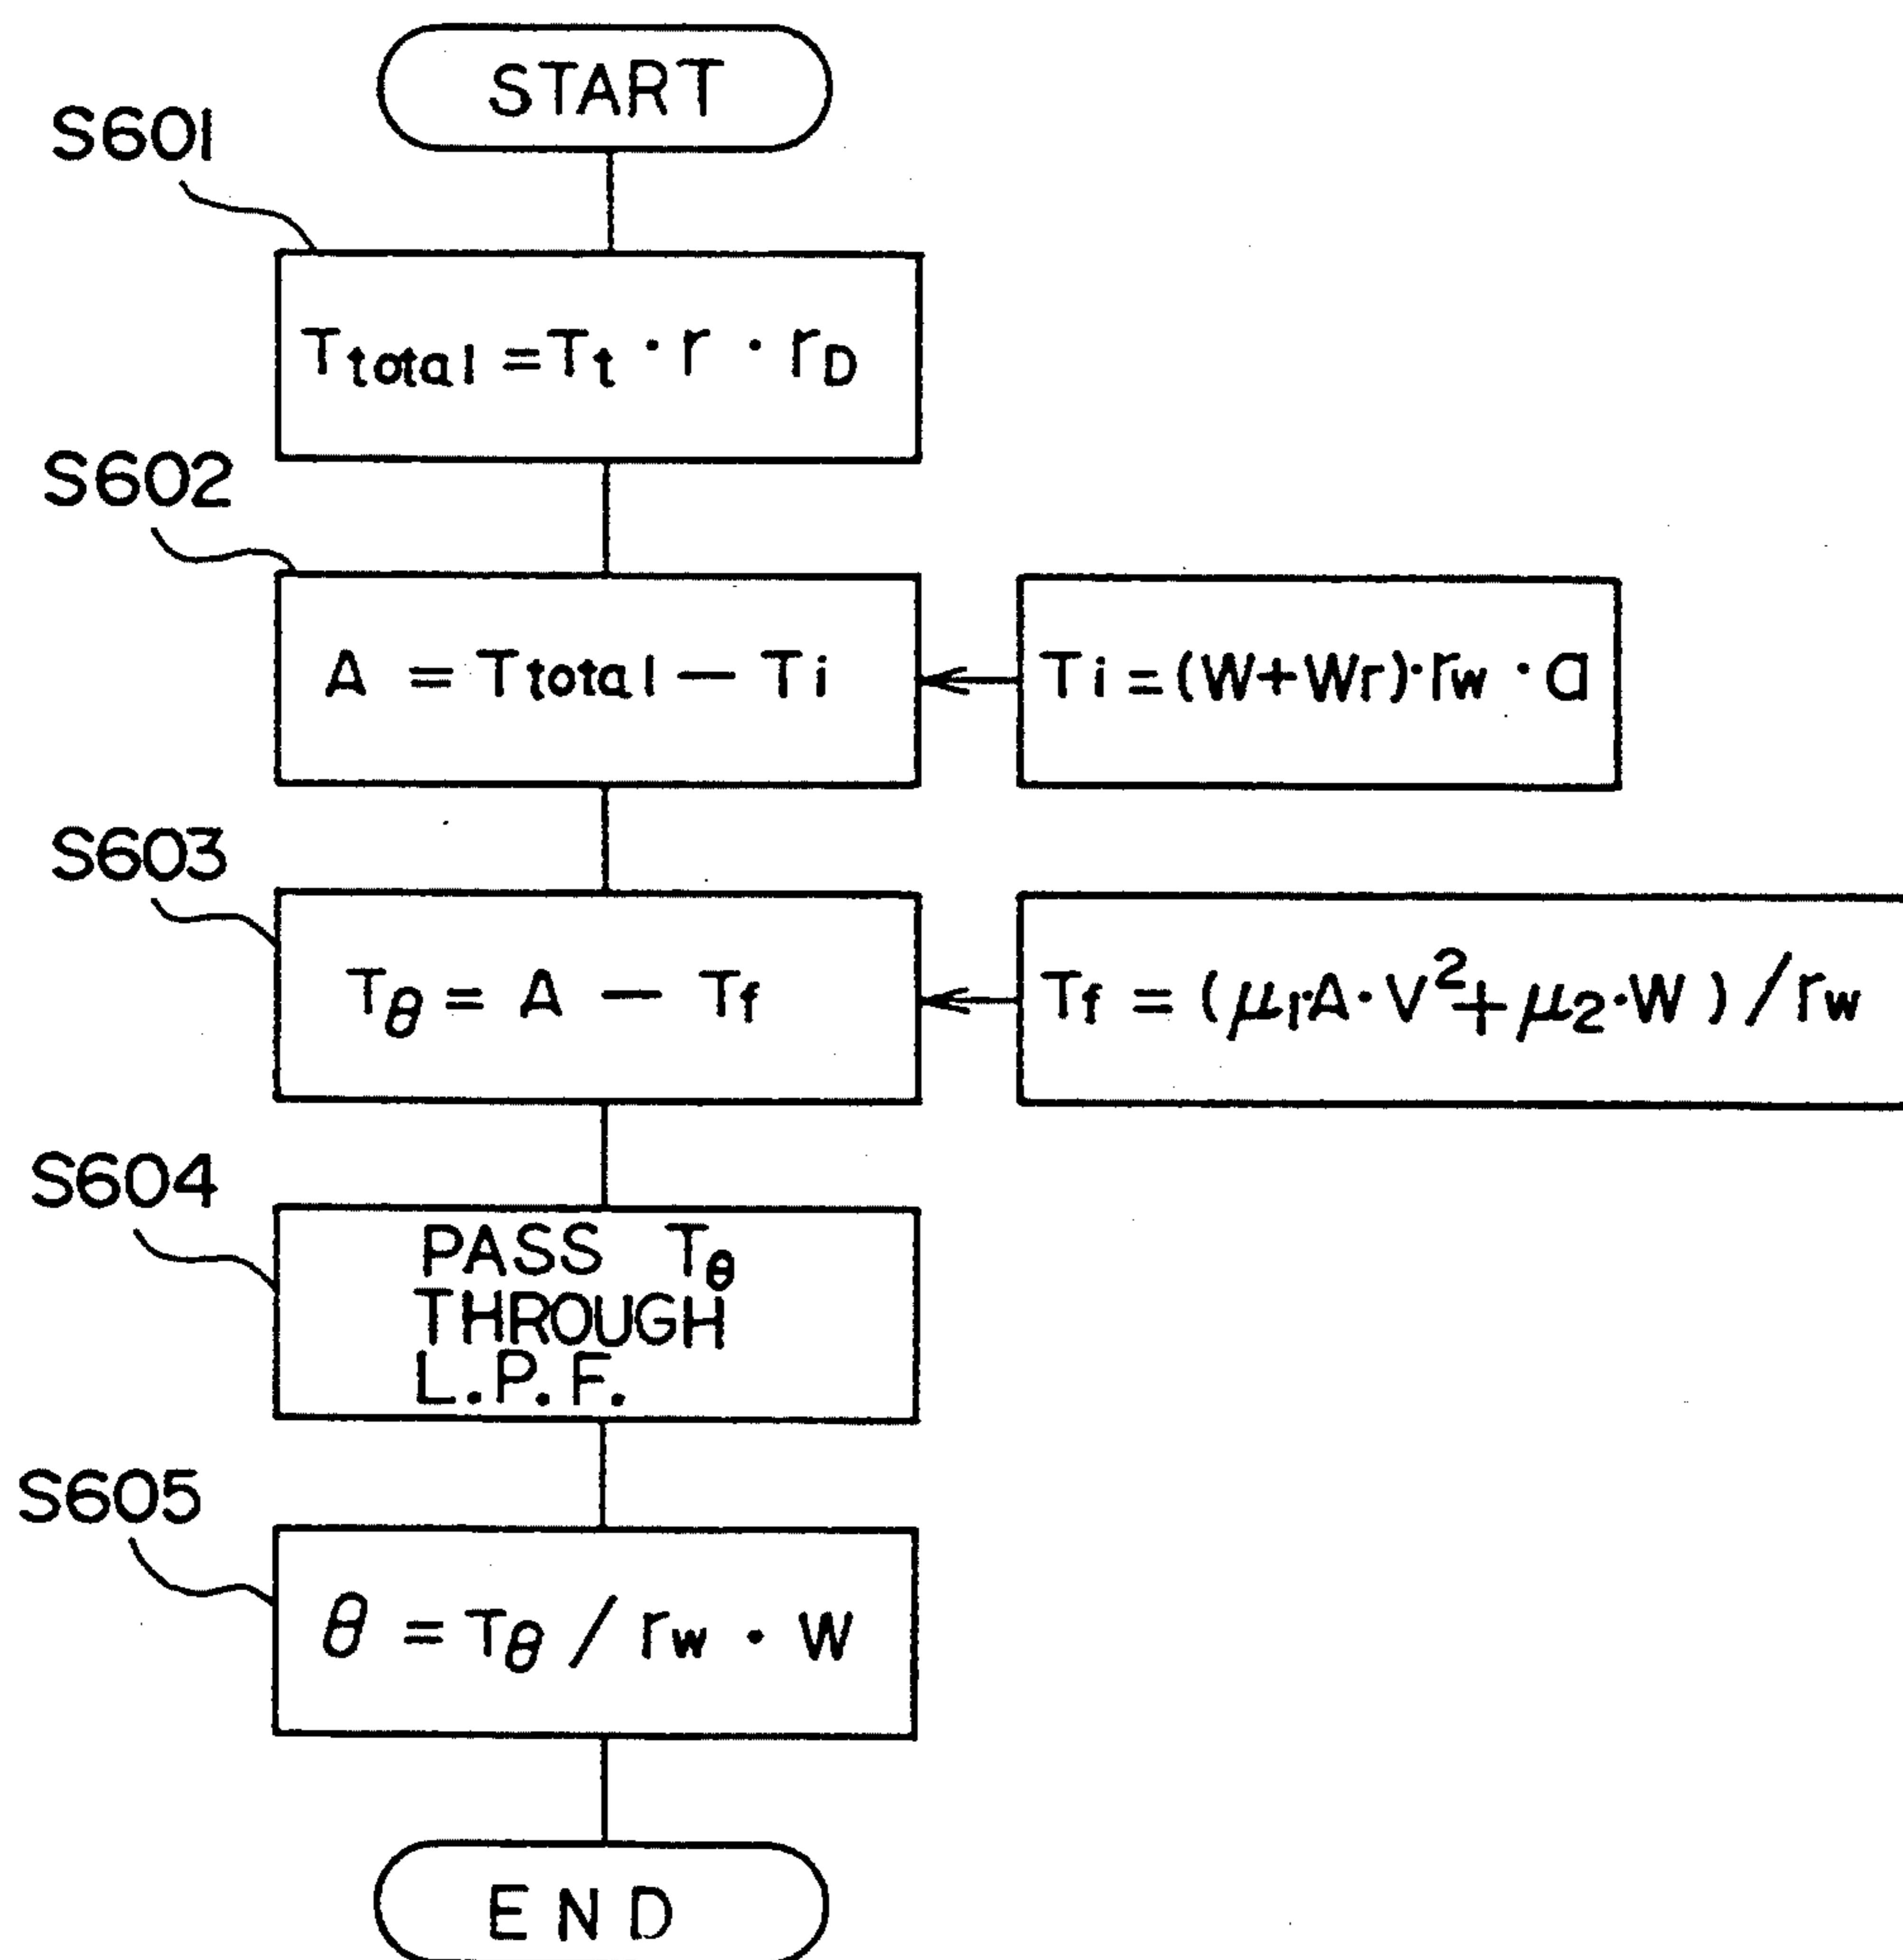 START
S601
Ttotal = Tt · r · rD
S602
A = Ttotal − Ti
Ti = (W+Wr)·rw · a
S603
Tθ = A − Tf
Tf = (μ1·A·V²+μ2·W)/rw
S604
PASS Tθ
THROUGH
L.P.F.
S605
θ = Tθ / rw · W
END